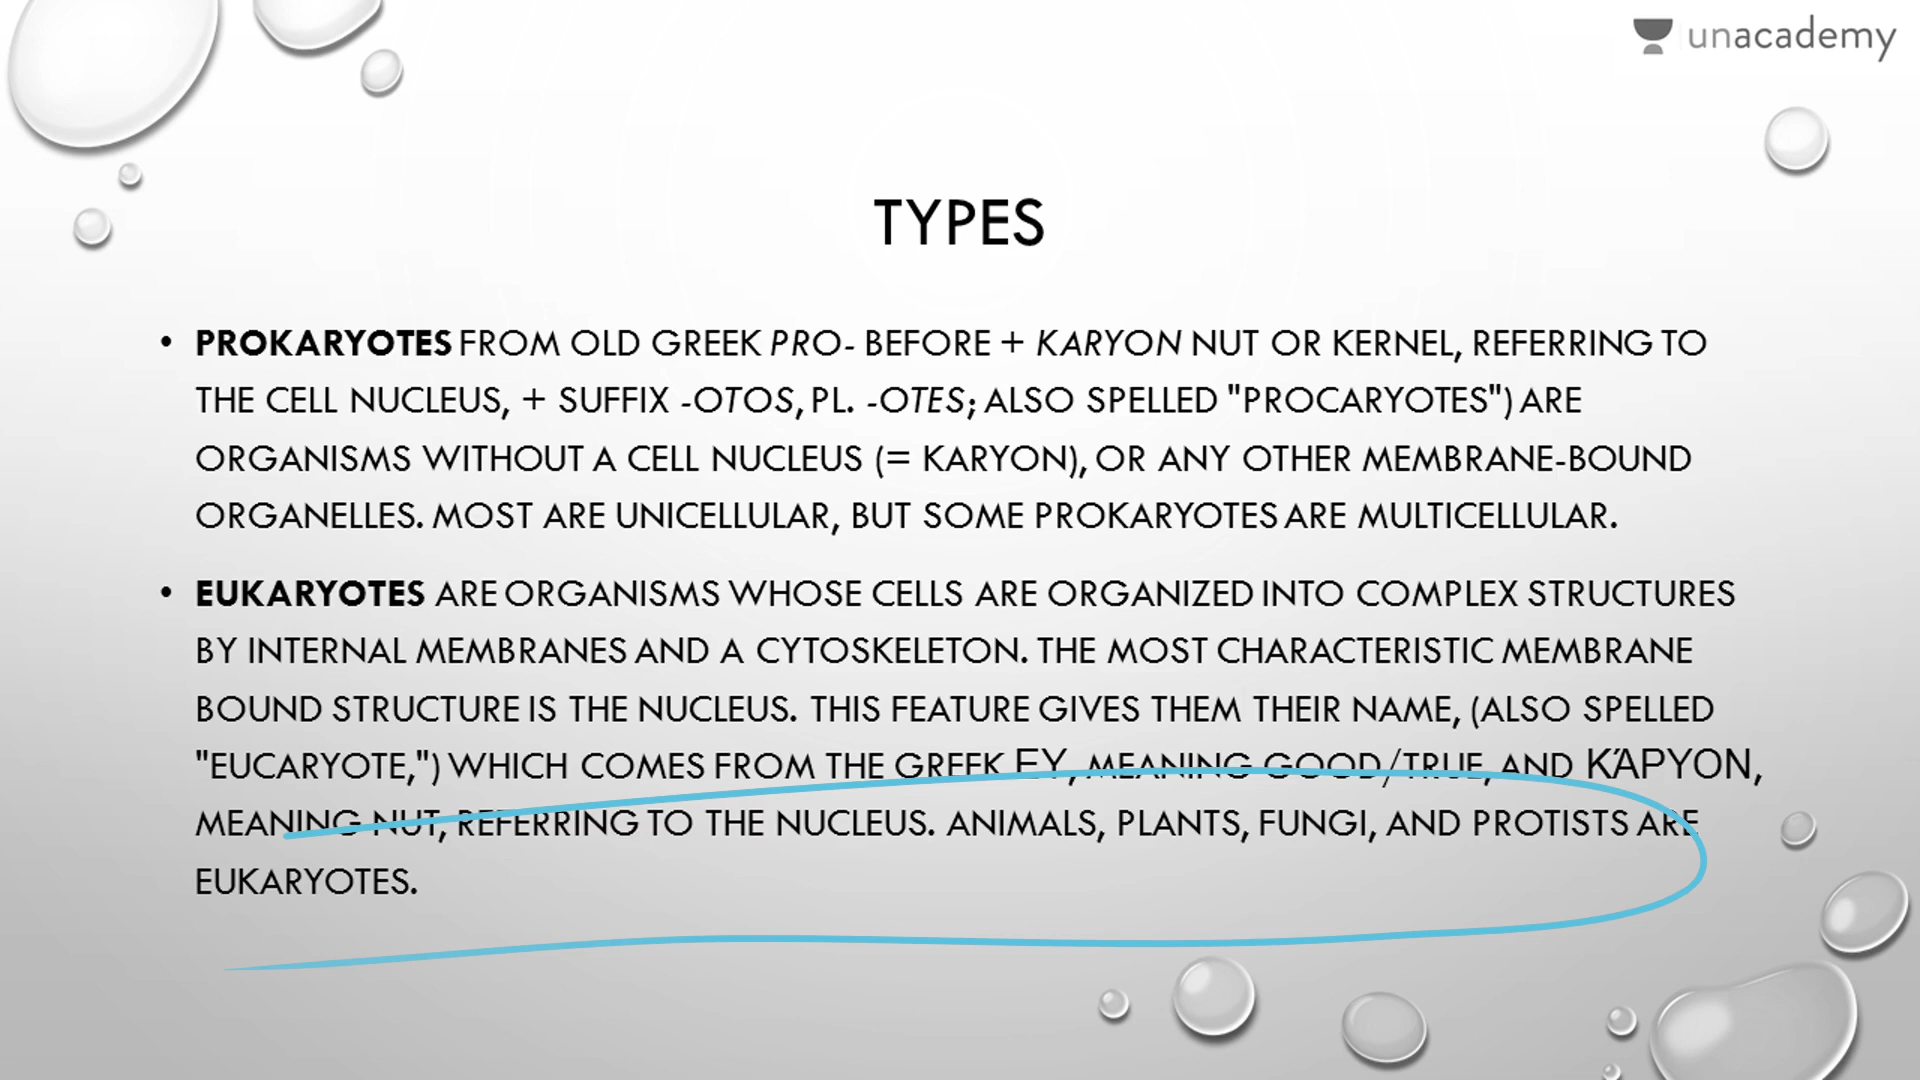 unacademy
TYPES
• PROKARYOTES FROM OLD GREEK PRO- BEFORE + KARYON NUT OR KERNEL, REFERRING TO
THE CELL NUCLEUS, + SUFFIX -OTOS, PL. -OTES; ALSO SPELLED "PROCARYOTES") ARE
ORGANISMS WITHOUT A CELL NUCLEUS (= KARYON), OR ANY OTHER MEMBRANE-BOUND
ORGANELLES. MOST ARE UNICELLULAR, BUT SOME PROKARYOTES ARE MULTICELLULAR.
• EUKARYOTES ARE ORGANISMS WHOSE CELLS ARE ORGANIZED INTO COMPLEX STRUCTURES
BY INTERNAL MEMBRANES AND A CYTOSKELETON. THE MOST CHARACTERISTIC MEMBRANE
BOUND STRUCTURE IS THE NUCLEUS. THIS FEATURE GIVES THEM THEIR NAME, (ALSO SPELLED
"EUCARYOTE,") WHICH COMES FROM THE GREEK ΕΥ, MEANING GOOD/TRUE, AND ΚΆΡΥΟΝ,
MEANING NUT, REFERRING TO THE NUCLEUS. ANIMALS, PLANTS, FUNGI, AND PROTISTS ARE
EUKARYOTES.